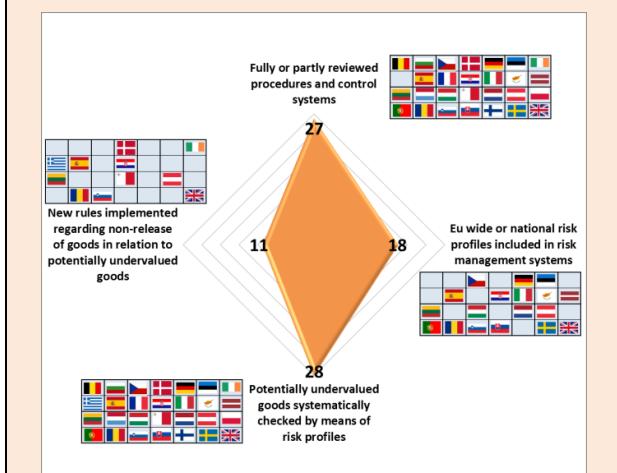 Fully or partly reviewed
procedures and control
systems
27
New rules implemented
regarding non-release
of goods in relation to
potentially undervalued
goods
11
18
Eu wide or national risk
profiles included in risk
management systems
28
Potentially undervalued
goods systematically
checked by means of
risk profiles